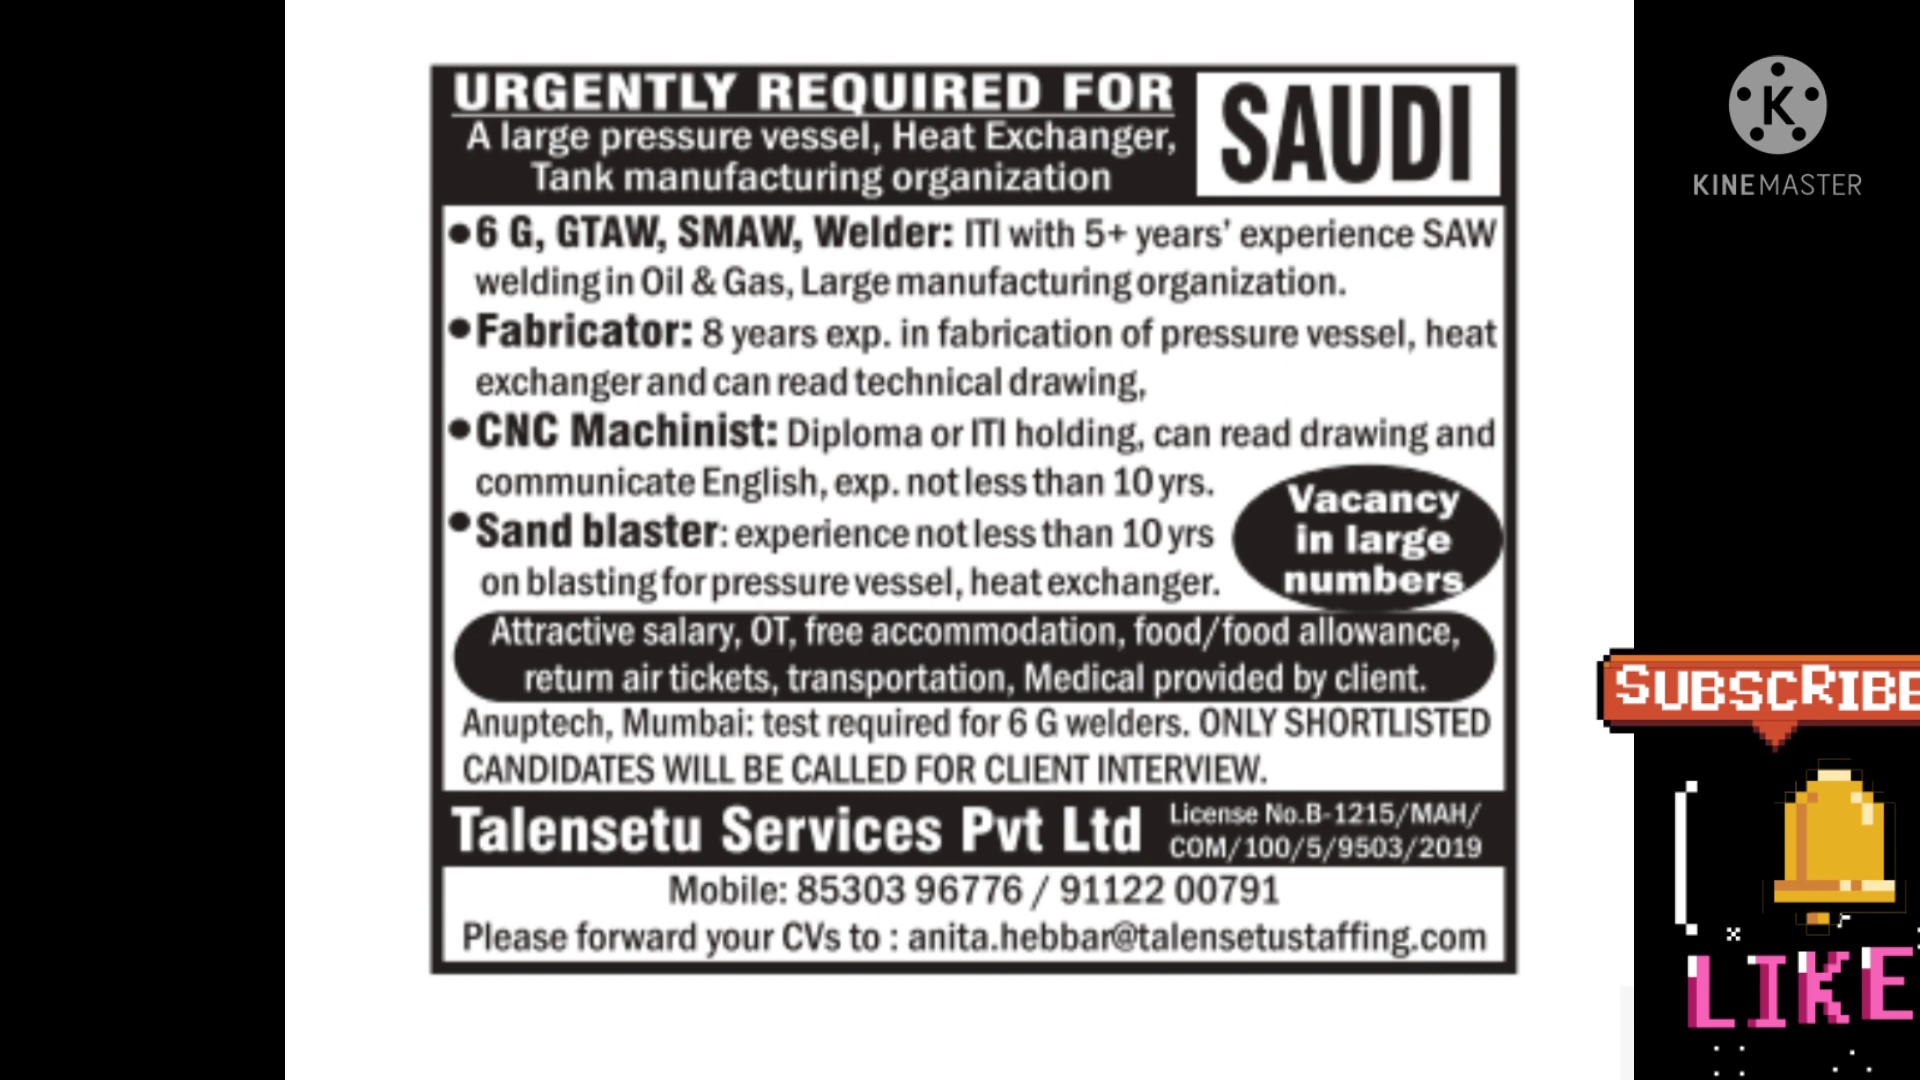 URGENTLY REQUIRED FOR
A large pressure vessel, Heat Exchanger,
Tank manufacturing organization
SAUDI
•6 G, GTAW, SMAW, Welder: ITI with 5+ years' experience SAW
welding in Oil & Gas, Large manufacturing organization.
•Fabricator: 8 years exp. in fabrication of pressure vessel, heat
exchanger and can read technical drawing,
•CNC Machinist: Diploma or ITI holding, can read drawing and
communicate English, exp. not less than 10 yrs.
•Sand blaster: experience not less than 10 yrs
on blasting for pressure vessel, heat exchanger.
Vacancy
in large
numbers
Attractive salary, OT, free accommodation, food/food allowance,
return air tickets, transportation, Medical provided by client.
Anuptech, Mumbai: test required for 6 G welders. ONLY SHORTLISTED
CANDIDATES WILL BE CALLED FOR CLIENT INTERVIEW.
Talensetu Services Pvt Ltd
License No.B-1215/MAH/
COM/100/5/9503/2019
Mobile: 85303 96776 / 91122 00791
Please forward your CVs to : anita.hebbar@talensetustaffing.com
K
KINEMASTER
SUBSCRIBE
LIKE